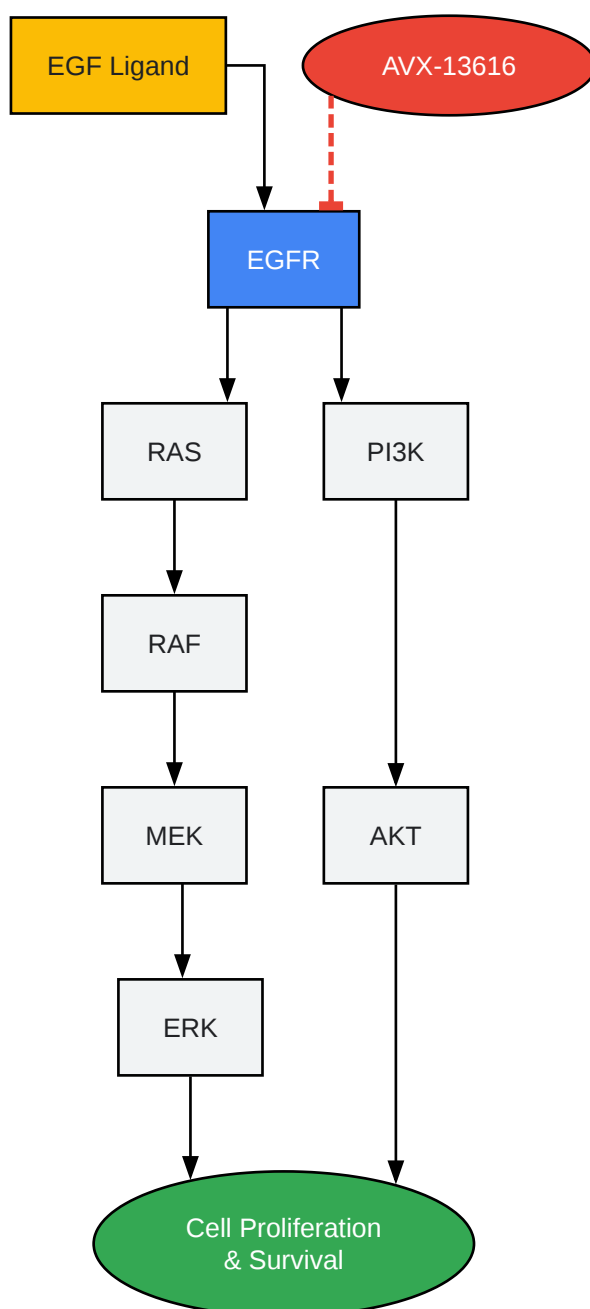 EGF Ligand
AVX-13616
EGFR
RAS
PI3K
RAF
MEK
AKT
ERK
Cell Proliferation
& Survival